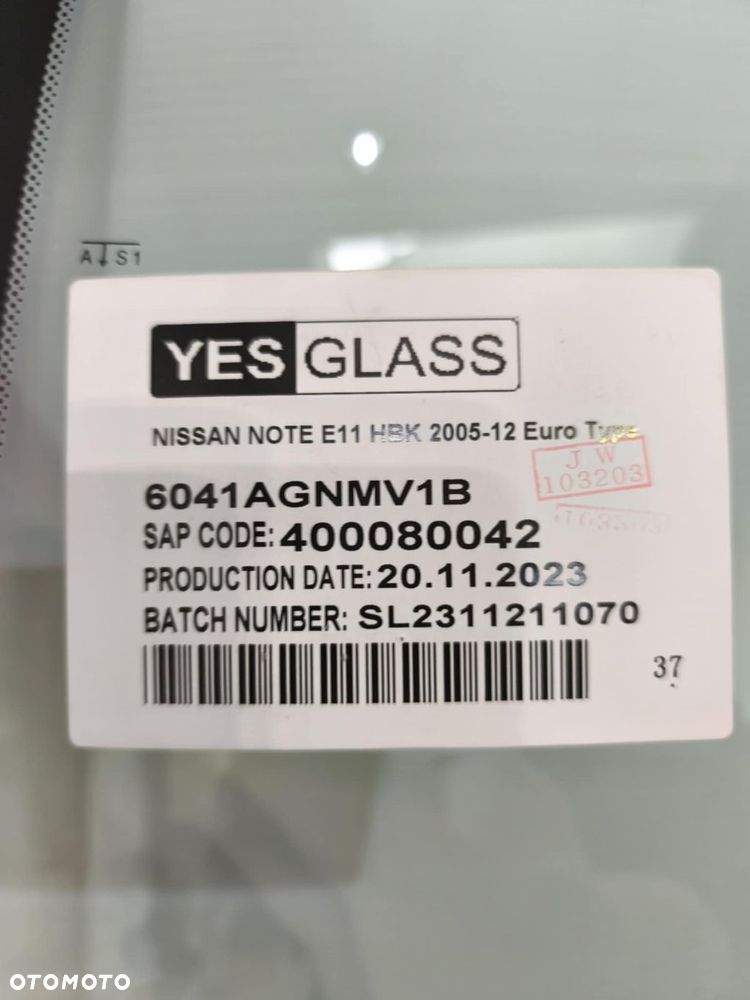 A↓S1
YES GLASS
NISSAN NOTE E11 HBK 2005-12 Euro Type
J W
103203
6041AGNMV1B
SAP CODE: 400080042
PRODUCTION DATE: 20.11.2023
BATCH NUMBER: SL2311211070
37
OTOMOTO